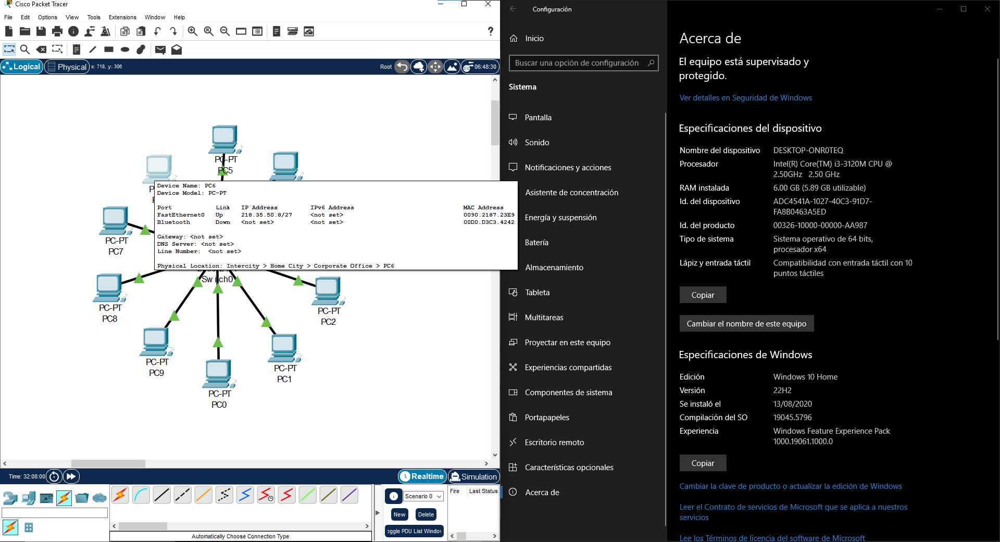 Cisco Packet Tracer
File Edit Options View Tools Extensions Window Help
Logical
Physical
x: 718, y: 306
Root
06:48:30
PC-PT
PC5
Device Name: PC6
Device Model: PC-PT
Port Link IP Address IPv6 Address MAC Address
FastEthernet0 Up 218.35.50.8/27 <not set> 0090.2187.23E9
Bluetooth Down <not set> <not set> 00D0.D3C3.4242
Gateway: <not set>
DNS Server: <not set>
Line Number: <not set>
Physical Location: Intercity > Home City > Corporate Office > PC6
PC-PT
PC7
Switch0
PC-PT
PC8
PC-PT
PC2
PC-PT
PC9
PC-PT
PC1
PC-PT
PC0
Time: 32:08:00
Realtime
Simulation
Scenario 0
Fire Last Status
New
Delete
oggle PDU List Windov
Automatically Choose Connection Type
Configuración
Inicio
Buscar una opción de configuración
Sistema
Pantalla
Sonido
Notificaciones y acciones
Asistente de concentración
Energía y suspensión
Batería
Almacenamiento
Tableta
Multitareas
Proyectar en este equipo
Experiencias compartidas
Componentes de sistema
Portapapeles
Escritorio remoto
Características opcionales
Acerca de
Acerca de
El equipo está supervisado y
protegido.
Ver detalles en Seguridad de Windows
Especificaciones del dispositivo
Nombre del dispositivo DESKTOP-ONR0TEQ
Procesador Intel(R) Core(TM) i3-3120M CPU @
2.50GHz 2.50 GHz
RAM instalada 6.00 GB (5.89 GB utilizable)
Id. del dispositivo ADC4541A-1027-40C3-91D7-
FA8B0463A5ED
Id. del producto 00326-10000-00000-AA987
Tipo de sistema Sistema operativo de 64 bits,
procesador x64
Lápiz y entrada táctil Compatibilidad con entrada táctil con 10
puntos táctiles
Copiar
Cambiar el nombre de este equipo
Especificaciones de Windows
Edición Windows 10 Home
Versión 22H2
Se instaló el 13/08/2020
Compilación del SO 19045.5796
Experiencia Windows Feature Experience Pack
1000.19061.1000.0
Copiar
Cambiar la clave de producto o actualizar la edición de Windows
Leer el Contrato de servicios de Microsoft que se aplica a nuestros
servicios
Lee los Términos de licencia del software de Microsoft